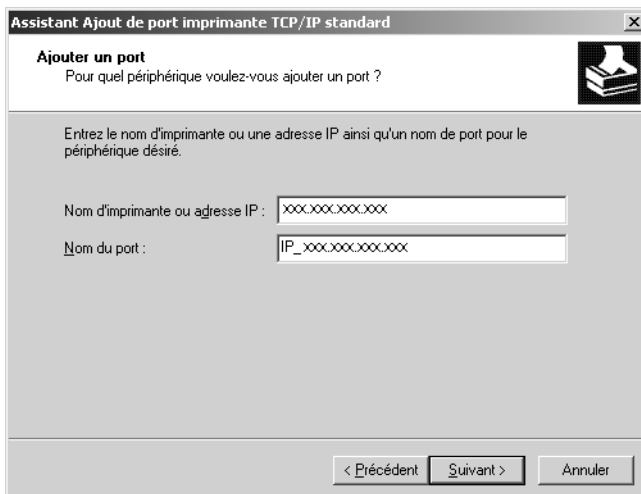 Assistant Ajout de port imprimante TCP/IP standard
Ajouter un port
Pour quel périphérique voulez-vous ajouter un port ?
Entrez le nom d'imprimante ou une adresse IP ainsi qu'un nom de port pour le
périphérique désiré.
Nom d'imprimante ou adresse IP : xxx.xxx.xxx.xxx
Nom du port : IP_xxx.xxx.xxx.xxx
< Précédent Suivant > Annuler